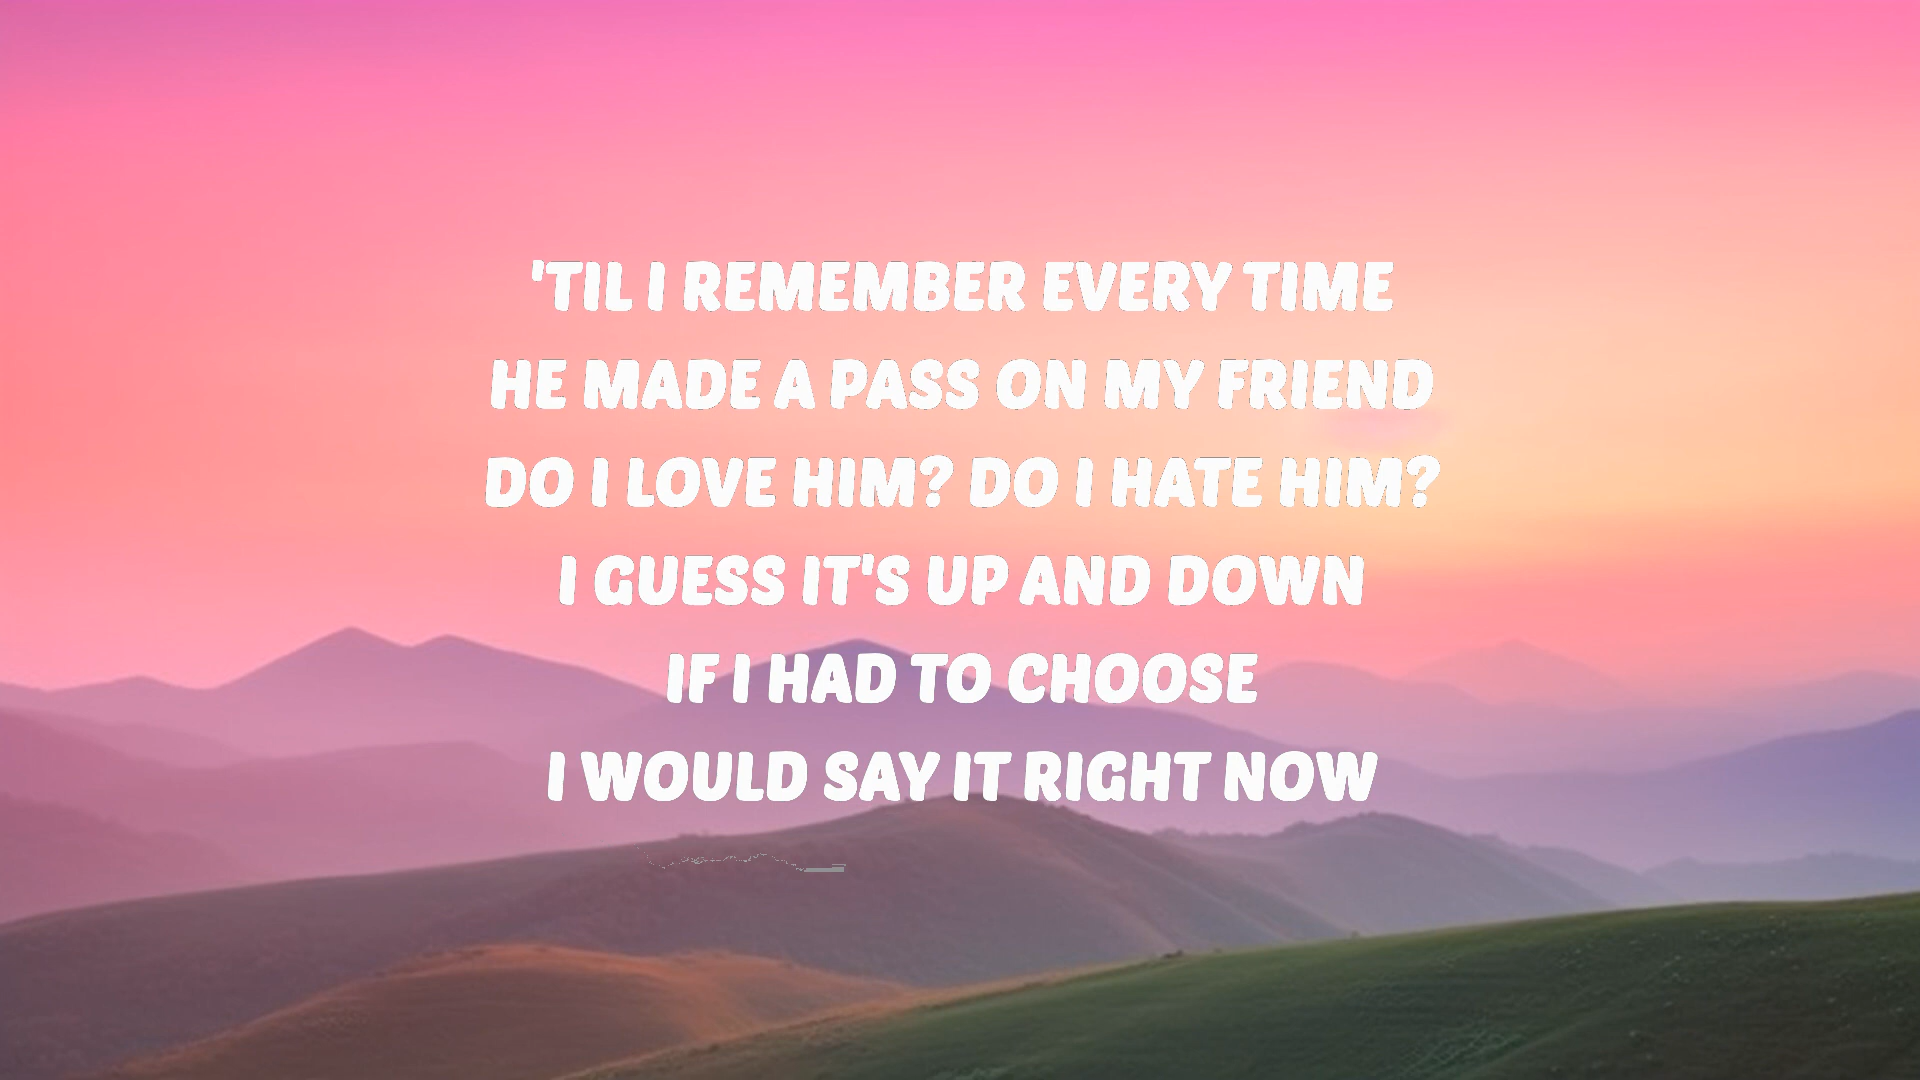 'TIL I REMEMBER EVERY TIME
HE MADE A PASS ON MY FRIEND
DO I LOVE HIM? DO I HATE HIM?
I GUESS IT'S UP AND DOWN
IF I HAD TO CHOOSE
I WOULD SAY IT RIGHT NOW